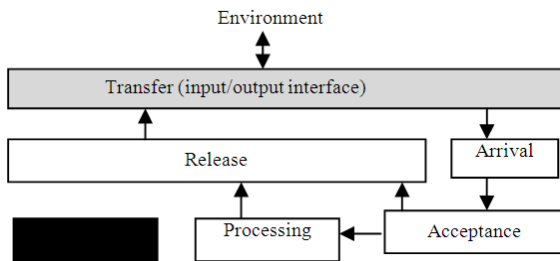 Environment
Transfer (input/output interface)
Release
Arrival
Processing
Acceptance